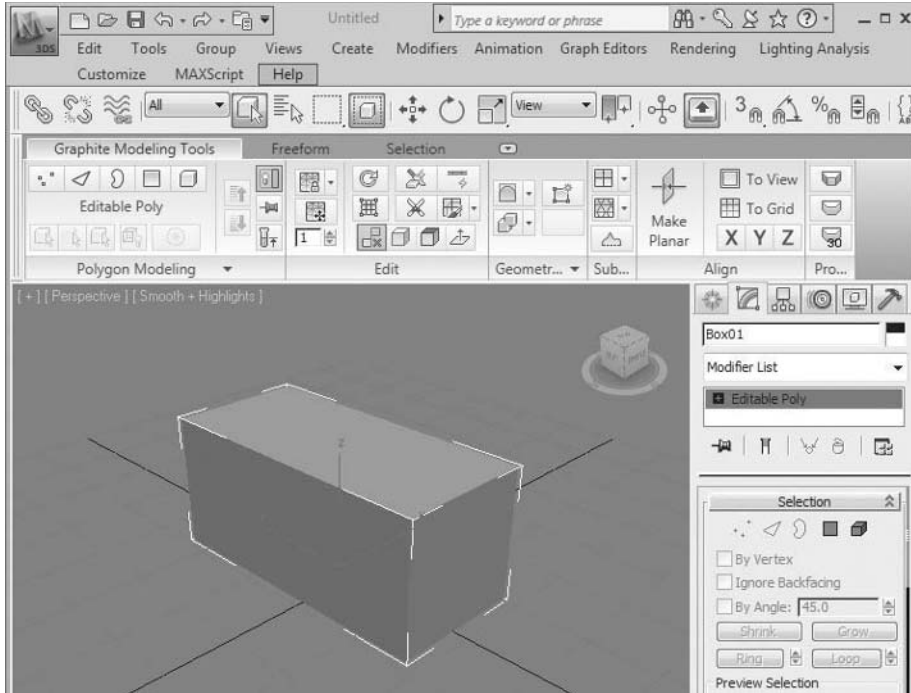 Untitled
Type a keyword or phrase
3DS
Edit Tools Group Views Create Modifiers Animation Graph Editors Rendering Lighting Analysis
Customize MAXScript Help
All
View
3
%
Graphite Modeling Tools Freeform Selection
Editable Poly
To View
To Grid
Make
Planar
1
X Y Z
30
Polygon Modeling Edit Geometr... Sub... Align Pro...
[ + ] [ Perspective ] [ Smooth + Highlights ]
Box01
Modifier List
Editable Poly
z
Selection
By Vertex
Ignore Backfacing
By Angle: 45.0
Shrink Grow
Ring Loop
Preview Selection